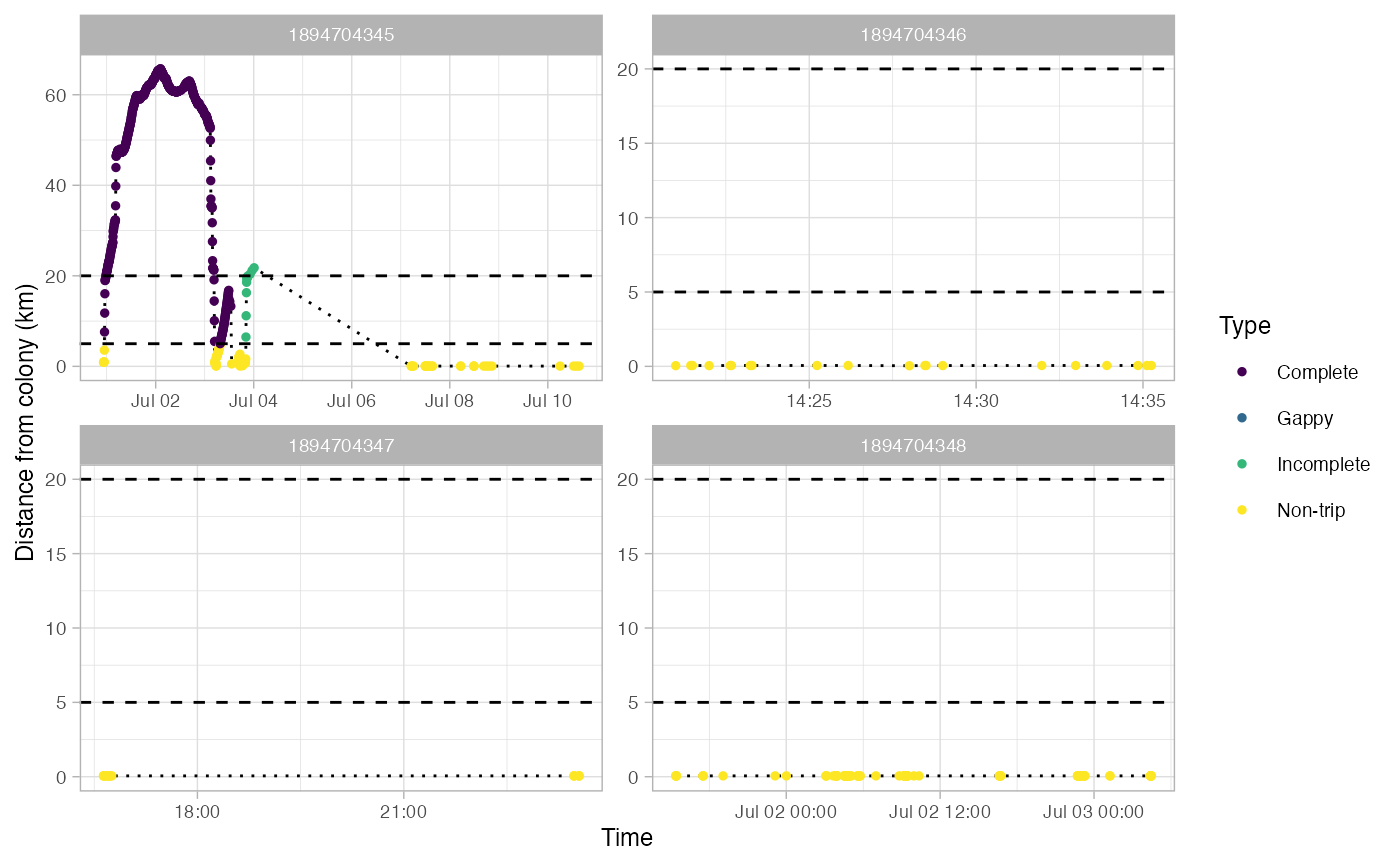 1894704345
1894704346
60
40
20
0
20
15
10
5
0
Jul 02 Jul 04 Jul 06 Jul 08 Jul 10
14:25 14:30 14:35
1894704347
1894704348
20
15
10
5
0
20
15
10
5
0
18:00 21:00
Jul 02 00:00 Jul 02 12:00 Jul 03 00:00
Distance from colony (km)
Time
Type
Complete
Gappy
Incomplete
Non-trip